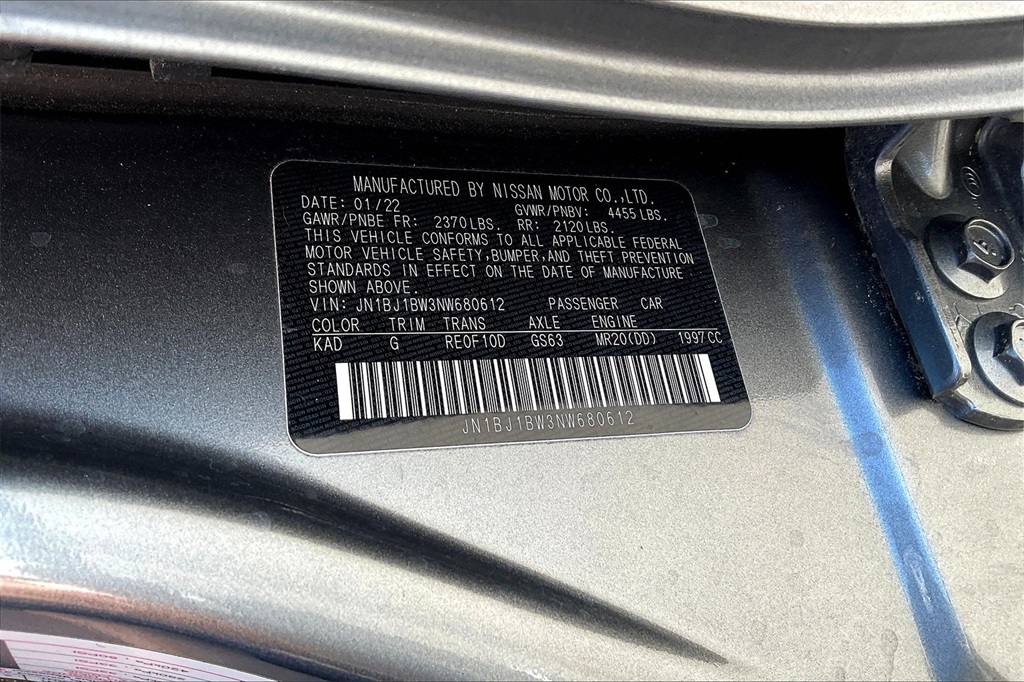 MANUFACTURED BY NISSAN MOTOR CO.,LTD.
DATE: 01/22 GVWR/PNBV: 4455 LBS.
GAWR/PNBE FR: 2370 LBS. RR: 2120 LBS.
THIS VEHICLE CONFORMS TO ALL APPLICABLE FEDERAL
MOTOR VEHICLE SAFETY,BUMPER,AND THEFT PREVENTION
STANDARDS IN EFFECT ON THE DATE OF MANUFACTURE
SHOWN ABOVE.
VIN: JN1BJ1BW3NW680612 PASSENGER CAR
COLOR TRIM TRANS AXLE ENGINE
KAD G REOF10D GS63 MR20(DD) 1997 CC
JN1BJ1BW3NW680612